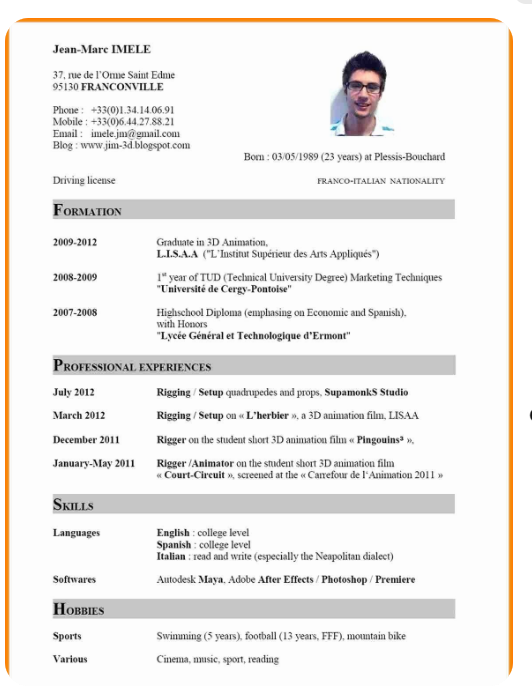 Jean-Marc IMELE
37, rue de l'Orme Saint Edme
95130 FRANCONVILLE
Phone : +33(0)1.34.14.06.91
Mobile : +33(0)6.44.27.88.21
Email : imele.jm@gmail.com
Blog : www.jim-3d.blogspot.com
Born : 03/05/1989 (23 years) at Plessis-Bouchard
Driving license FRANCO-ITALIAN NATIONALITY
FORMATION
2009-2012 Graduate in 3D Animation,
L.I.S.A.A ("L'Institut Supérieur des Arts Appliqués")
2008-2009 1st year of TUD (Technical University Degree) Marketing Techniques
"Université de Cergy-Pontoise"
2007-2008 Highschool Diploma (emphasing on Economic and Spanish),
with Honors
"Lycée Général et Technologique d'Ermont"
PROFESSIONAL EXPERIENCES
July 2012 Rigging / Setup quadrupedes and props, SupamonkS Studio
March 2012 Rigging / Setup on « L'herbier », a 3D animation film, LISAA
December 2011 Rigger on the student short 3D animation film « Pingouins³ »,
January-May 2011 Rigger /Animator on the student short 3D animation film
« Court-Circuit », screened at the « Carrefour de l'Animation 2011 »
SKILLS
Languages English : college level
Spanish : college level
Italian : read and write (especially the Neapolitan dialect)
Softwares Autodesk Maya, Adobe After Effects / Photoshop / Premiere
HOBBIES
Sports Swimming (5 years), football (13 years, FFF), mountain bike
Various Cinema, music, sport, reading